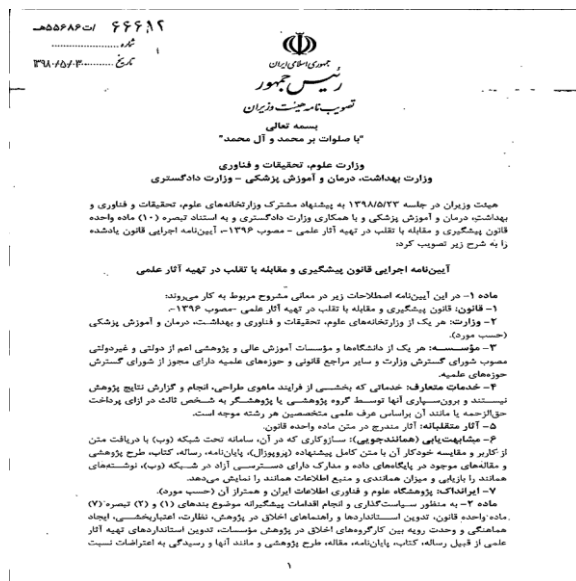 ۶۶۶۸۲/ت۵۵۶۸۶هـ
شماره
تاریخ ۱۳۹۸/۰۵/۳۰
جمهوری اسلامی ایران
رئیس جمهور
تصویب نامه هیئت وزیران
بسمه تعالی
"با صلوات بر محمد و آل محمد"
وزارت علوم، تحقیقات و فناوری
وزارت بهداشت، درمان و آموزش پزشکی – وزارت دادگستری
هیئت وزیران در جلسه ۱۳۹۸/۵/۲۳ به پیشنهاد مشترک وزارتخانه‌های علوم، تحقیقات و فناوری و
بهداشت، درمان و آموزش پزشکی و با همکاری وزارت دادگستری و به استناد تبصره (۱۰) ماده واحده
قانون پیشگیری و مقابله با تقلب در تهیه آثار علمی – مصوب ۱۳۹۶–، آیین‌نامه اجرایی قانون یادشده
را به شرح زیر تصویب کرد:
آیین‌نامه اجرایی قانون پیشگیری و مقابله با تقلب در تهیه آثار علمی
ماده ۱– در این آیین‌نامه اصطلاحات زیر در معانی مشروح مربوط به کار می‌روند:
۱– قانون: قانون پیشگیری و مقابله با تقلب در تهیه آثار علمی –مصوب ۱۳۹۶–.
۲– وزارت: هر یک از وزارتخانه‌های علوم، تحقیقات و فناوری و بهداشت، درمان و آموزش پزشکی
(حسب مورد).
۳– مؤسسه: هر یک از دانشگاه‌ها و مؤسسات آموزش عالی و پژوهشی اعم از دولتی و غیردولتی
مصوب شورای گسترش وزارت و سایر مراجع قانونی و حوزه‌های علمیه دارای مجوز از شورای گسترش
حوزه‌های علمیه.
۴– خدمات متعارف: خدماتی که بخشی از فرایند ماهوی طراحی، انجام و گزارش نتایج پژوهش
نیستند و برون‌سپاری آنها توسط گروه پژوهشی یا پژوهشگر به شخص ثالث در ازای پرداخت
حق‌الزحمه یا مانند آن براساس عرف علمی متخصصین هر رشته موجه است.
۵– آثار متقلبانه: آثار مندرج در متن ماده واحده قانون.
۶– مشابهت‌یابی (همانندجویی): سازوکاری که در آن، سامانه تحت شبکه (وب) با دریافت متن
از کاربر و مقایسه خودکار آن با متن کامل پیشنهاده (پروپوزال)، پایان‌نامه، رساله، کتاب، طرح پژوهشی
و مقاله‌های موجود در پایگاه‌های داده و مدارک دارای دسترسی آزاد در شبکه (وب)، نوشته‌های
همانند را بازیابی و میزان همانندی و منبع اطلاعات همانند را نمایش می‌دهد.
۷– ایرانداک: پژوهشگاه علوم و فناوری اطلاعات ایران و همتراز آن (حسب مورد).
ماده ۲– به منظور سیاست‌گذاری و انجام اقدامات پیشگیرانه موضوع بندهای (۱) و (۲) تبصره (۷)
ماده واحده قانون، تدوین استانداردها و راهنماهای اخلاق در پژوهش، نظارت، اعتباربخشی، ایجاد
هماهنگی و وحدت رویه بین کارگروه‌های اخلاق در پژوهش مؤسسات، تدوین استانداردهای تهیه آثار
علمی از قبیل رساله، کتاب، پایان‌نامه، مقاله، طرح پژوهشی و مانند آنها و رسیدگی به اعتراضات نسبت
۱